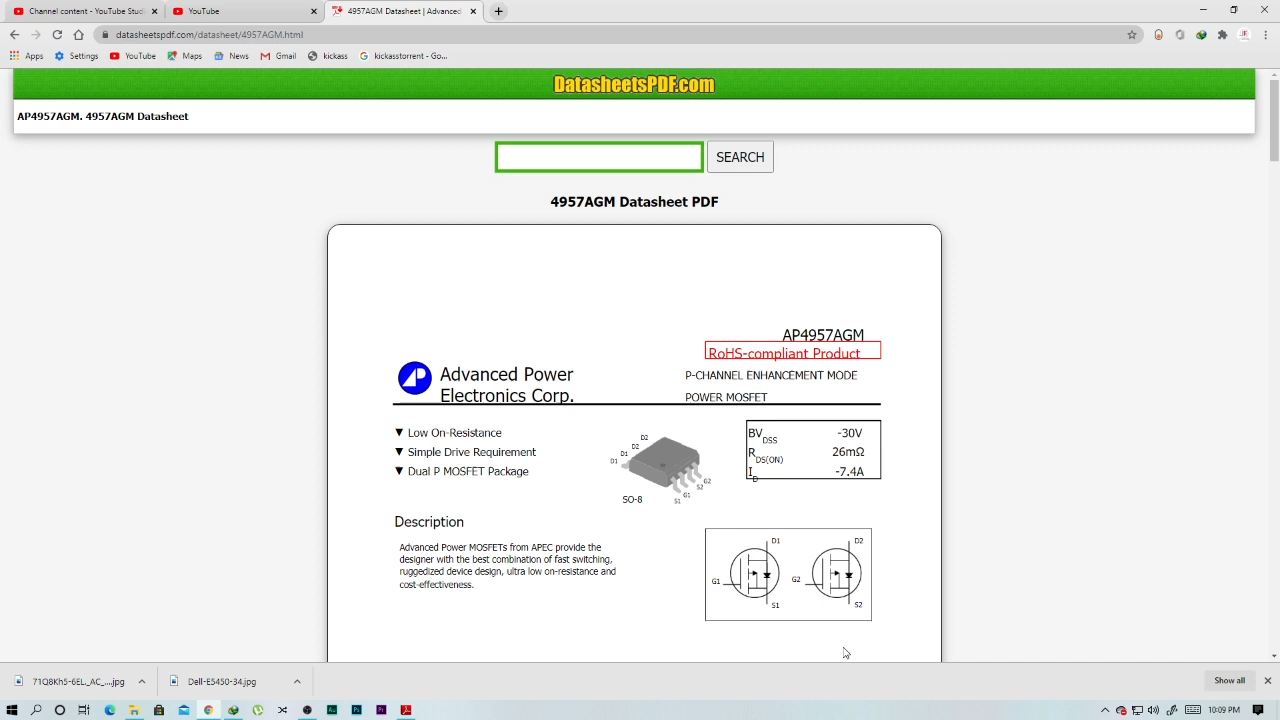 Channel content - YouTube Studi
YouTube
4957AGM Datasheet | Advanced
datasheetspdf.com/datasheet/4957AGM.html
Apps
Settings
YouTube
Maps
News
Gmail
kickass
kickasstorrent - Go...
DatasheetsPDF.com
AP4957AGM. 4957AGM Datasheet
SEARCH
4957AGM Datasheet PDF
AP4957AGM
RoHS-compliant Product
Advanced Power
Electronics Corp.
P-CHANNEL ENHANCEMENT MODE
POWER MOSFET
▼ Low On-Resistance
▼ Simple Drive Requirement
▼ Dual P MOSFET Package
D2
D2
D1
D1
G2
S2
G1
S1
SO-8
BVDSS -30V
RDS(ON) 26mΩ
ID -7.4A
Description
Advanced Power MOSFETs from APEC provide the
designer with the best combination of fast switching,
ruggedized device design, ultra low on-resistance and
cost-effectiveness.
D1
D2
G1
G2
S1
S2
71Q8Kh5-6EL_AC_....jpg
Dell-E5450-34.jpg
Show all
10:09 PM